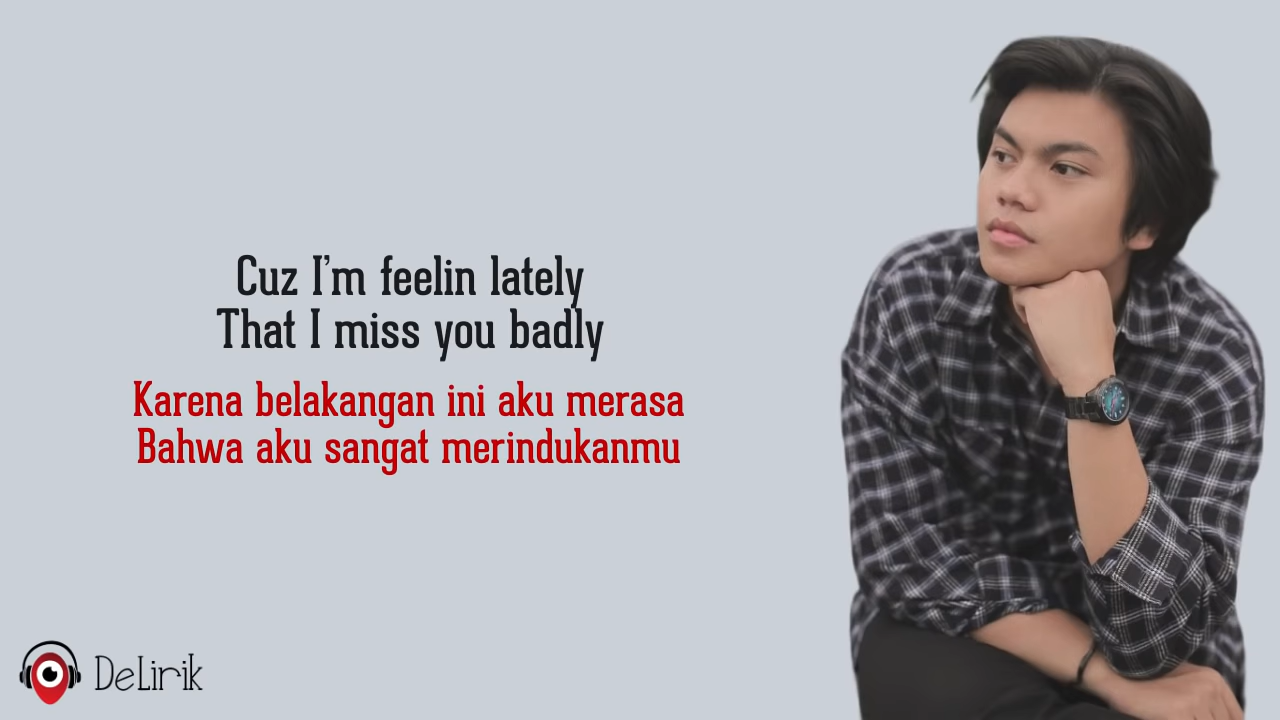 Cuz I'm feelin lately
That I miss you badly
Karena belakangan ini aku merasa
Bahwa aku sangat merindukanmu
DeLirik